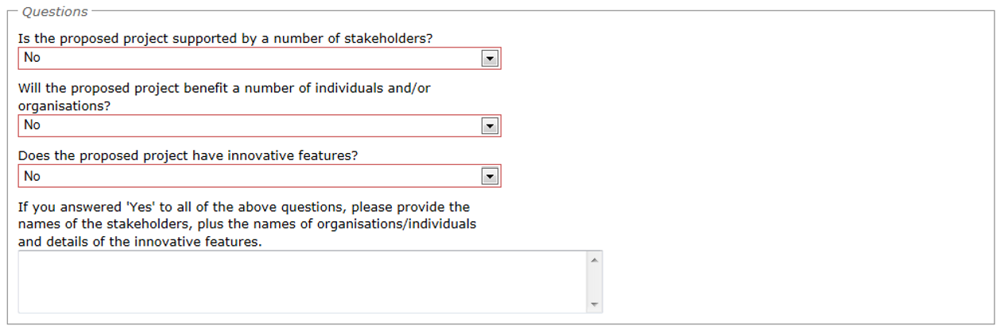 Questions
Is the proposed project supported by a number of stakeholders?
No
Will the proposed project benefit a number of individuals and/or
organisations?
No
Does the proposed project have innovative features?
No
If you answered 'Yes' to all of the above questions, please provide the
names of the stakeholders, plus the names of organisations/individuals
and details of the innovative features.